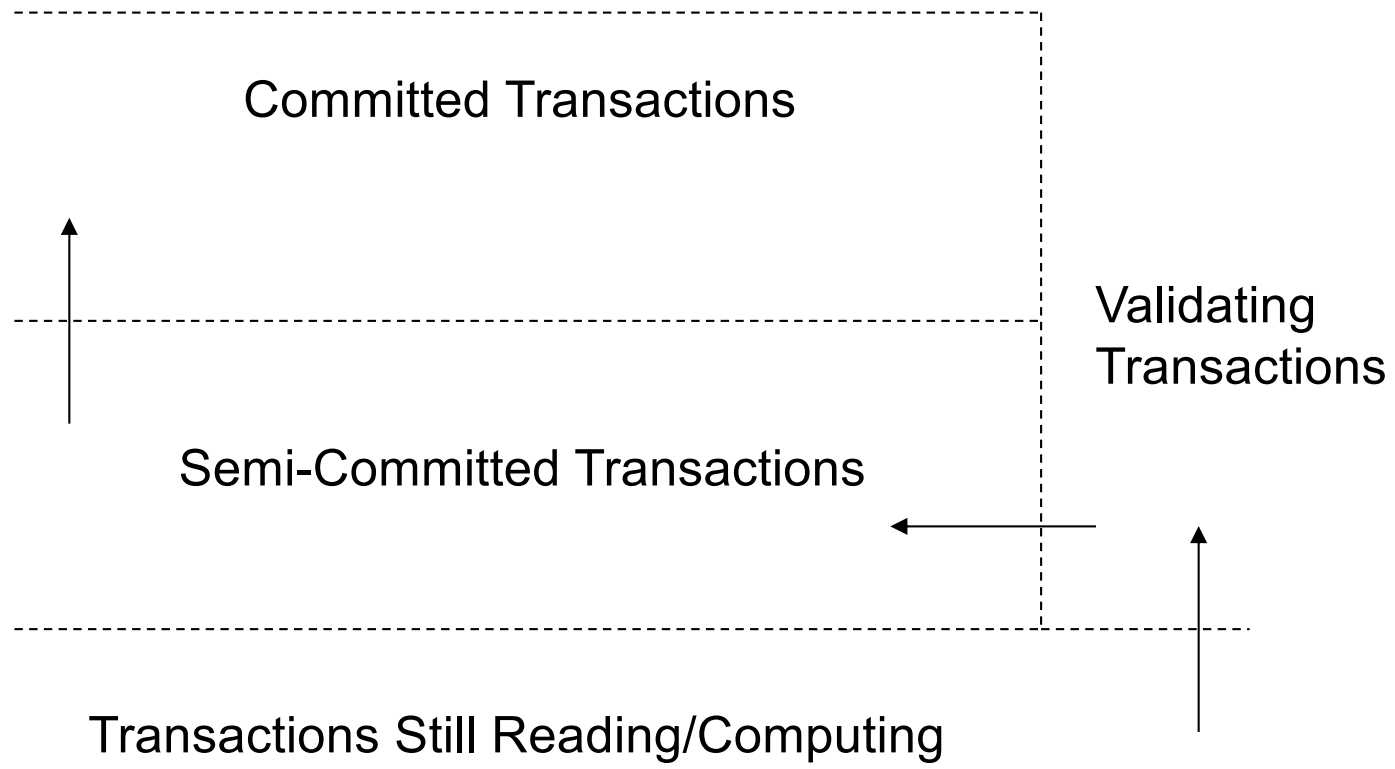 Committed Transactions
Validating
Transactions
Semi-Committed Transactions
Transactions Still Reading/Computing